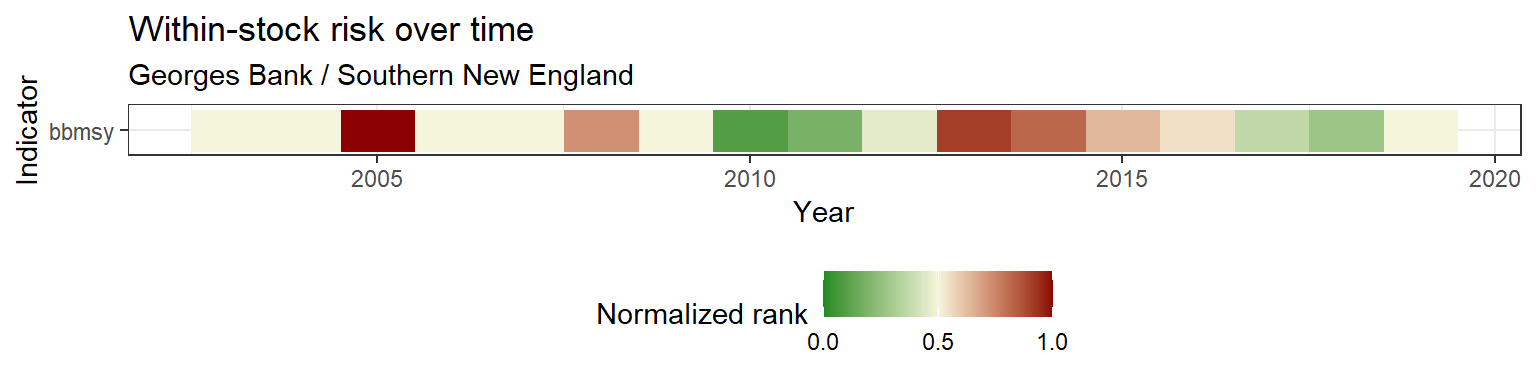 Within-stock risk over time
Georges Bank / Southern New England
Indicator
bbmsy
2005 2010 2015 2020
Year
Normalized rank
0.0 0.5 1.0